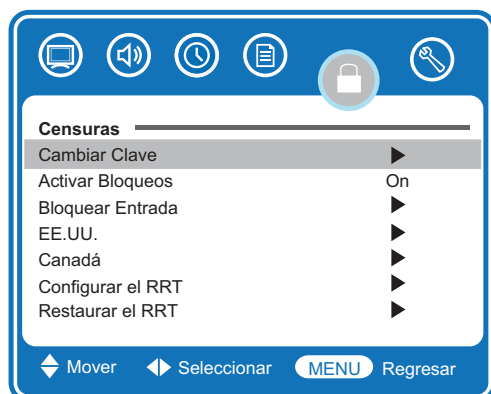 Censuras
Cambiar Clave
Activar Bloqueos On
Bloquear Entrada
EE.UU.
Canadá
Configurar el RRT
Restaurar el RRT
Mover Seleccionar MENU Regresar